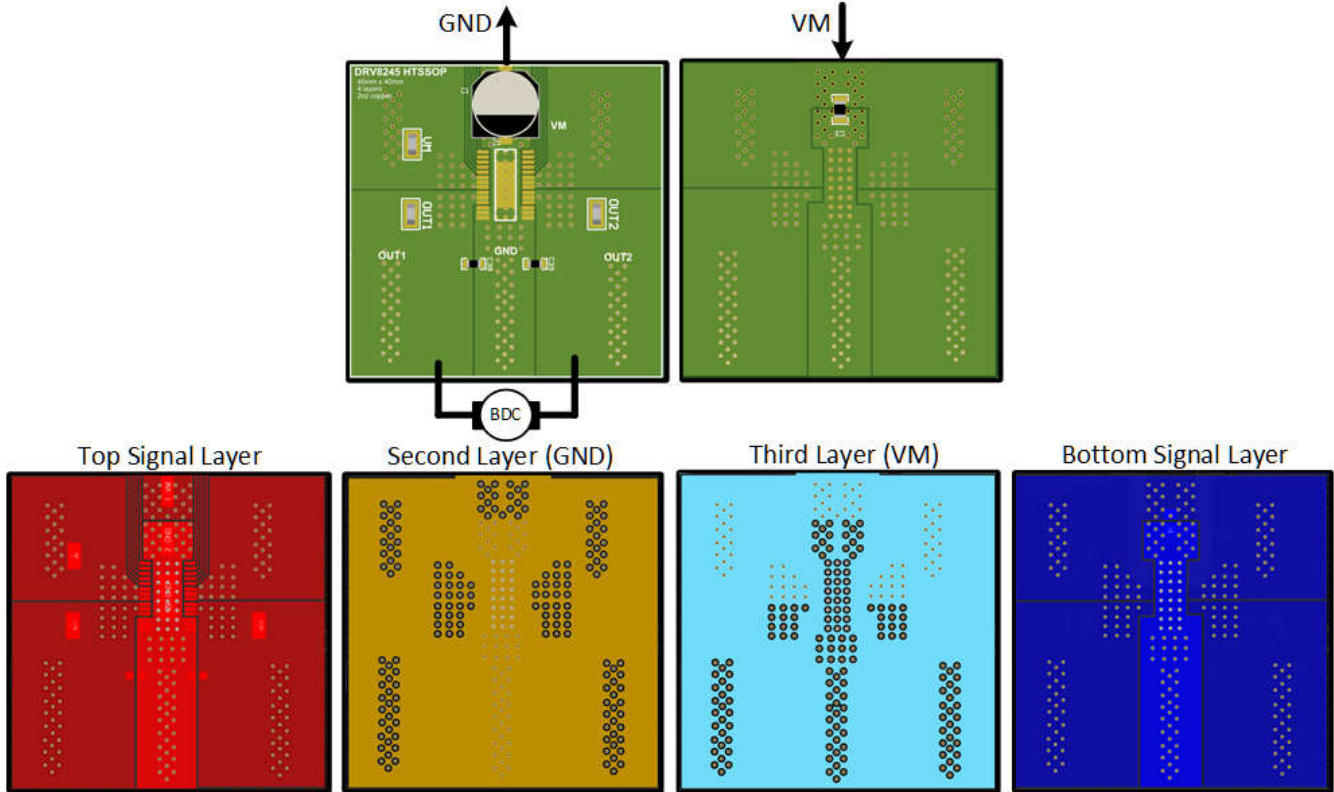 GND
VM
DRV8245 HTSSOP
40mm x 40mm
4 layers
2oz copper
VM
VM
OUT1
OUT2
OUT1
GND
OUT2
BDC
Top Signal Layer
Second Layer (GND)
Third Layer (VM)
Bottom Signal Layer